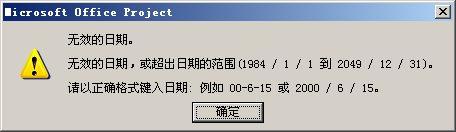 Microsoft Office Project
无效的日期。
无效的日期，或超出日期的范围(1984 / 1 / 1 到 2049 / 12 / 31)。
请以正确格式键入日期: 例如 00-6-15 或 2000 / 6 / 15。
确定